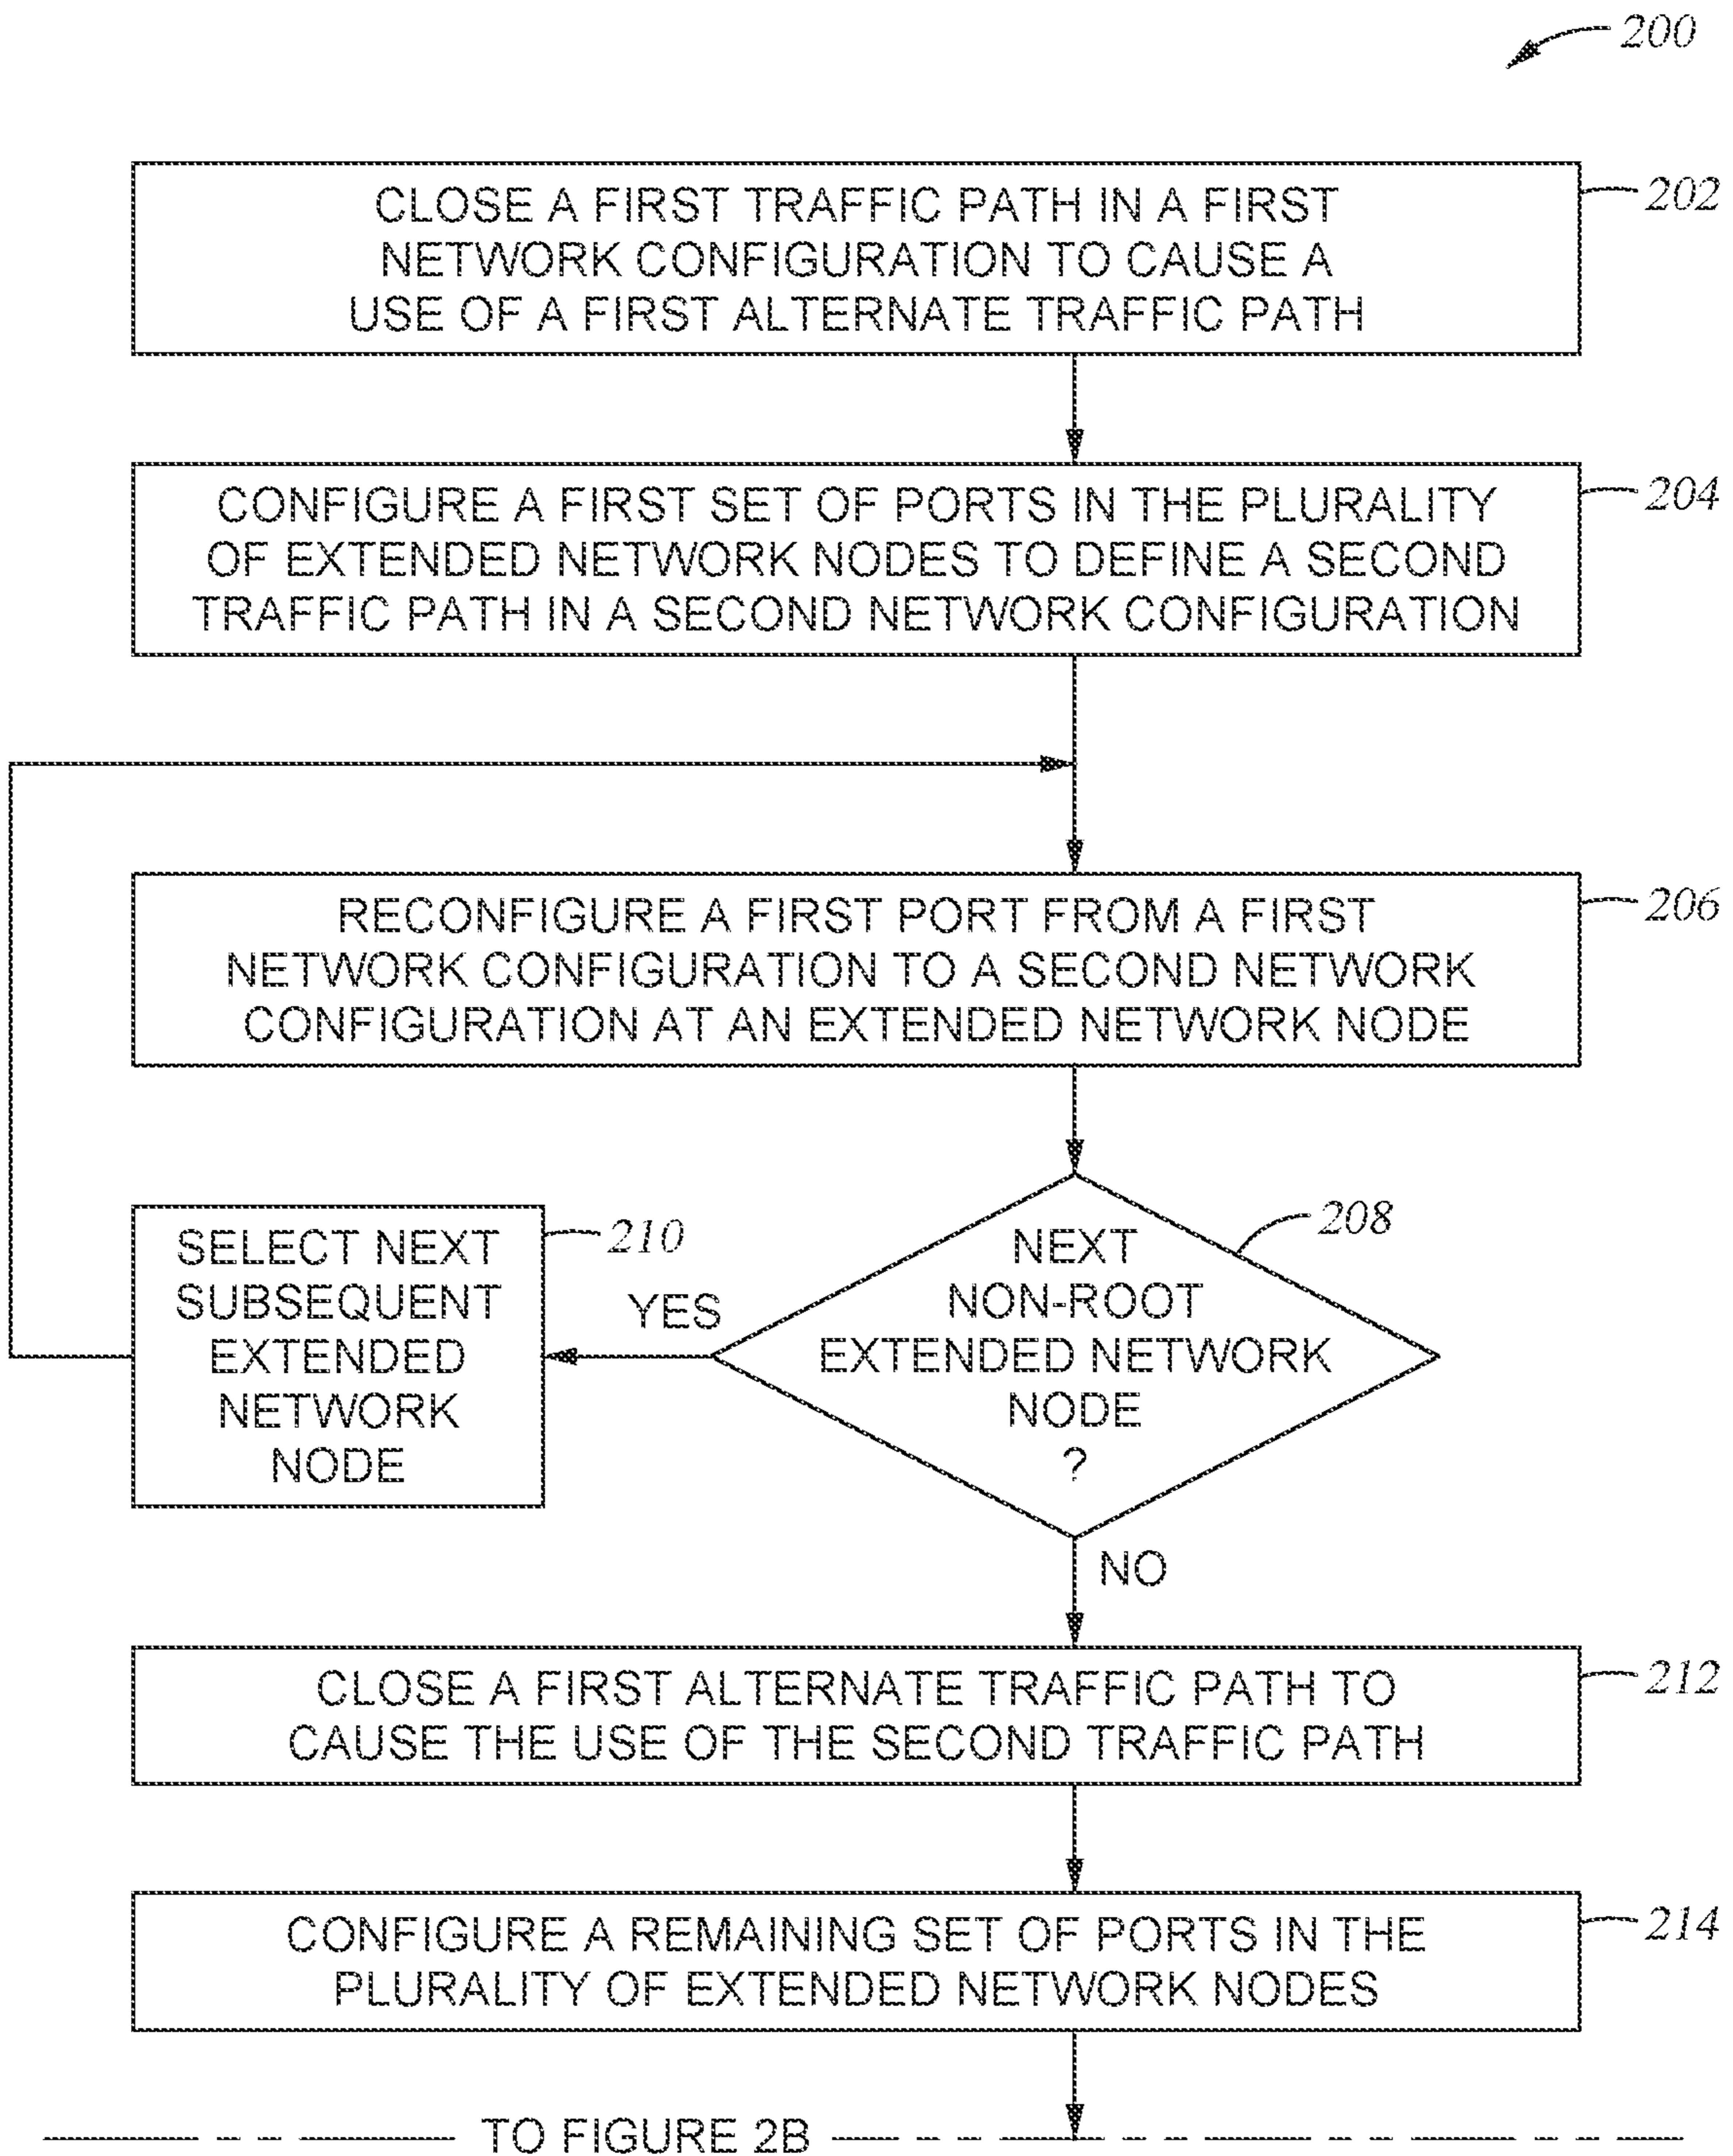 200
CLOSE A FIRST TRAFFIC PATH IN A FIRST
NETWORK CONFIGURATION TO CAUSE A
USE OF A FIRST ALTERNATE TRAFFIC PATH
202
CONFIGURE A FIRST SET OF PORTS IN THE PLURALITY
OF EXTENDED NETWORK NODES TO DEFINE A SECOND
TRAFFIC PATH IN A SECOND NETWORK CONFIGURATION
204
RECONFIGURE A FIRST PORT FROM A FIRST
NETWORK CONFIGURATION TO A SECOND NETWORK
CONFIGURATION AT AN EXTENDED NETWORK NODE
206
NEXT
NON-ROOT
EXTENDED NETWORK
NODE
?
208
YES
SELECT NEXT
SUBSEQUENT
EXTENDED
NETWORK
NODE
210
NO
CLOSE A FIRST ALTERNATE TRAFFIC PATH TO
CAUSE THE USE OF THE SECOND TRAFFIC PATH
212
CONFIGURE A REMAINING SET OF PORTS IN THE
PLURALITY OF EXTENDED NETWORK NODES
214
TO FIGURE 2B